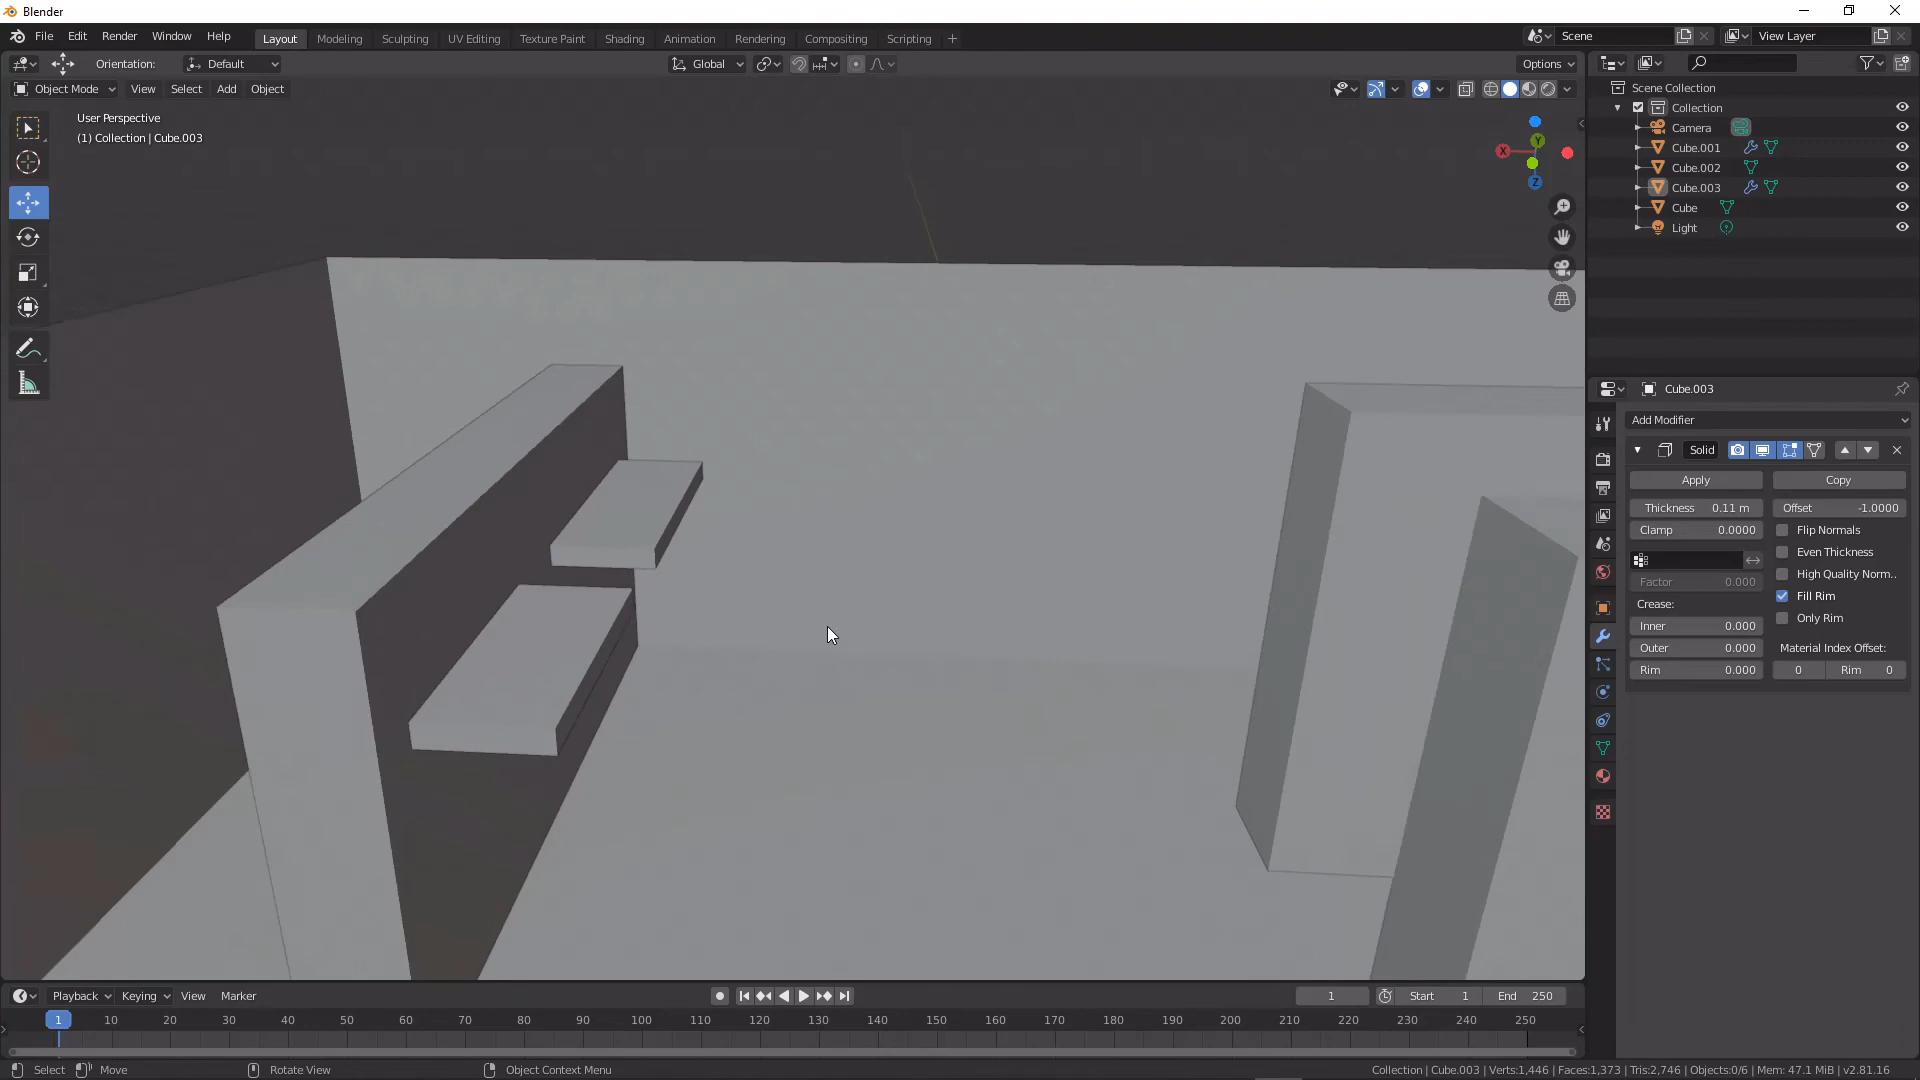 Blender
File Edit Render Window Help
Layout Modeling Sculpting UV Editing Texture Paint Shading Animation Rendering Compositing Scripting +
Scene
View Layer
Orientation: Default
Global
Options
Object Mode View Select Add Object
User Perspective
(1) Collection | Cube.003
X
Y
Z
Scene Collection
Collection
Camera
Cube.001
Cube.002
Cube.003
Cube
Light
Cube.003
Add Modifier
Solid
Apply Copy
Thickness 0.11 m Offset -1.0000
Clamp 0.0000 Flip Normals
Even Thickness
High Quality Norm..
Factor 0.000
Fill Rim
Crease:
Only Rim
Inner 0.000
Outer 0.000 Material Index Offset:
Rim 0.000 0 Rim 0
Playback Keying View Marker
1 Start 1 End 250
1 10 20 30 40 50 60 70 80 90 100 110 120 130 140 150 160 170 180 190 200 210 220 230 240 250
Select Move Rotate View Object Context Menu
Collection | Cube.003 | Verts:1,446 | Faces:1,373 | Tris:2,746 | Objects:0/6 | Mem: 47.1 MiB | v2.81.16